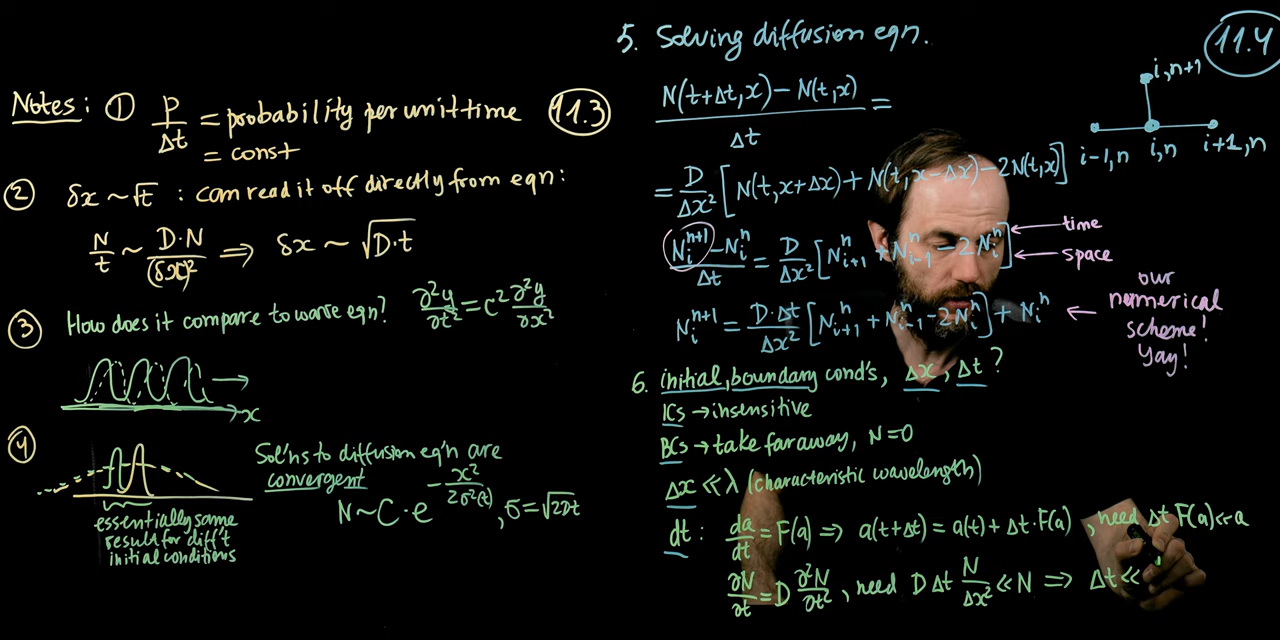 Notes: ① P/Δt = probability per unit time
= const
11.3
② δx ~ √t : can read it off directly from eqn:
N/t ~ D·N/(δx)² ⇒ δx ~ √D·t
③ How does it compare to wave eqn? ∂²y/∂t² = c² ∂²y/∂x²
x
④
Sol'ns to diffusion eq'n are
convergent
N ~ C · e^(-x²/2σ²(t)), σ = √2Dt
essentially same
result for diff't
initial conditions
5. Solving diffusion eqn.
11.4
(N(t+Δt,x) − N(t,x))/Δt =
= D/Δx² [N(t,x+Δx) + N(t,x−Δx) − 2N(t,x)]
i,n+1
i−1,n i,n i+1,n
(N_i^{n+1} − N_i^n)/Δt = D/Δx² [N_{i+1}^n + N_{i−1}^n − 2N_i^n]
time
space
N_i^{n+1} = D·Δt/Δx² [N_{i+1}^n + N_{i−1}^n − 2N_i^n] + N_i^n
our
numerical
scheme!
Yay!
6. initial, boundary cond's, Δx, Δt ?
ICs → insensitive
BCs → take far away, N=0
Δx ≪ λ (characteristic wavelength)
dt : da/dt = F(a) ⇒ a(t+Δt) = a(t) + Δt·F(a) , need Δt F(a) ≪ a
∂N/∂t = D ∂²N/∂t² , need D Δt N/Δx² ≪ N ⇒ Δt ≪